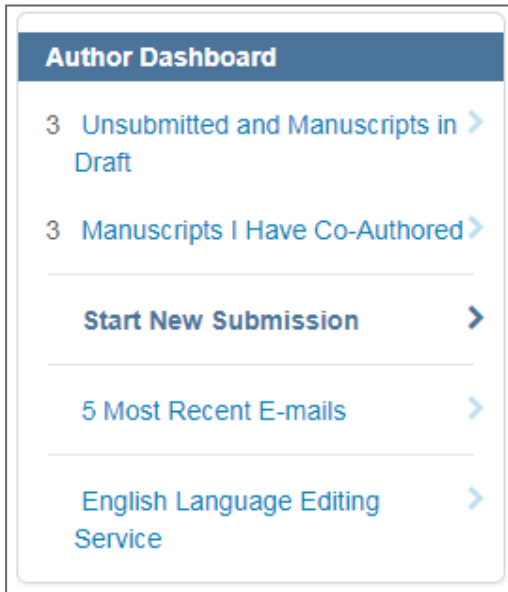 Author Dashboard
3 Unsubmitted and Manuscripts in
Draft
3 Manuscripts I Have Co-Authored
Start New Submission
5 Most Recent E-mails
English Language Editing
Service